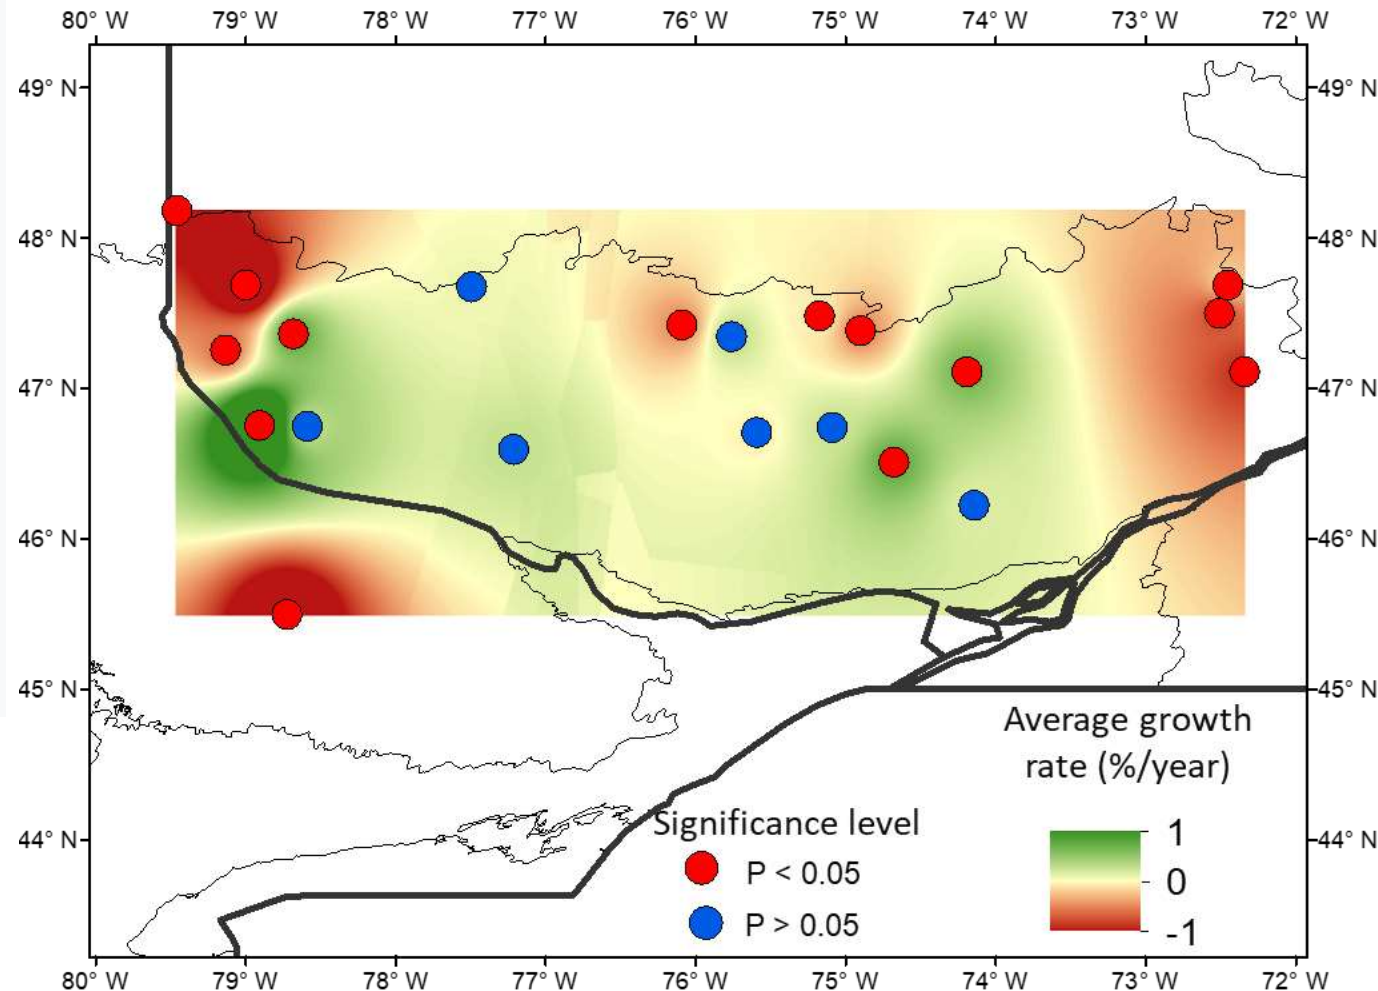 80° W 79° W 78° W 77° W 76° W 75° W 74° W 73° W 72° W
49° N 49° N
48° N 48° N
47° N 47° N
46° N 46° N
45° N 45° N
Average growth
rate (%/year)
Significance level
44° N 44° N
1
P < 0.05
0
P > 0.05
-1
80° W 79° W 78° W 77° W 76° W 75° W 74° W 73° W 72° W